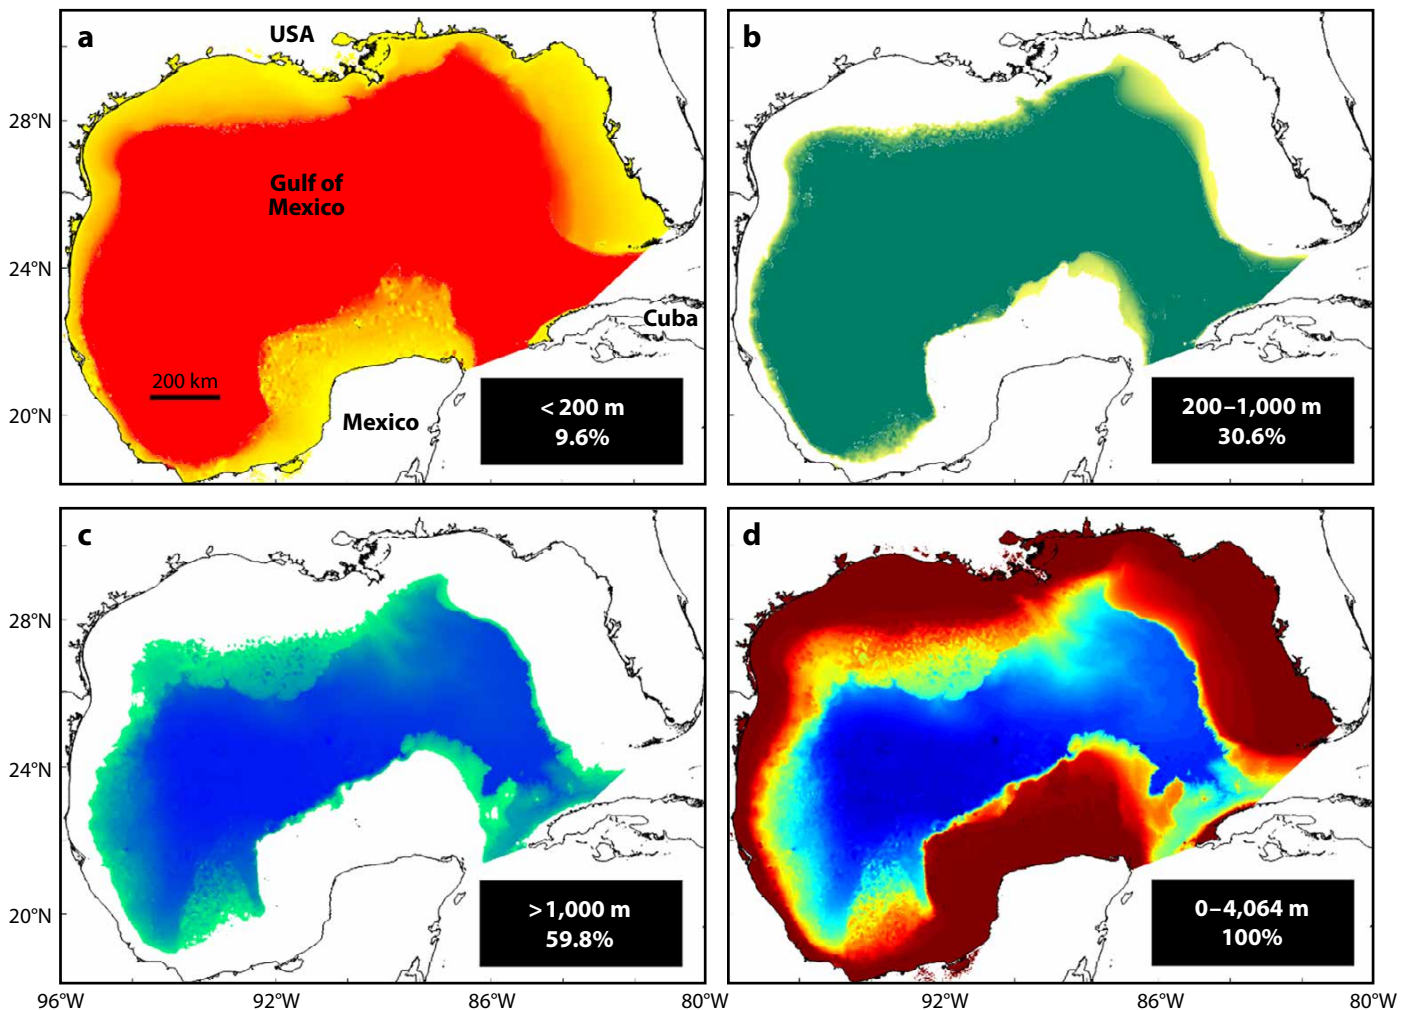 a
USA
28°N
Gulf of
Mexico
24°N
Cuba
200 km
20°N
Mexico
< 200 m
9.6%
b
200–1,000 m
30.6%
c
28°N
24°N
20°N
> 1,000 m
59.8%
96°W
92°W
86°W
80°W
d
0–4,064 m
100%
92°W
86°W
80°W